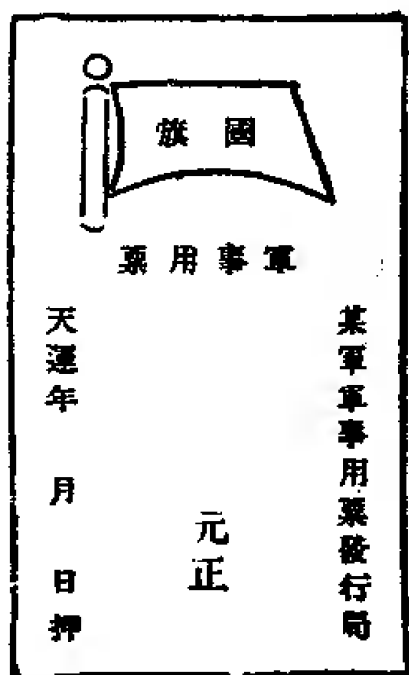 國旗
軍事用票
某軍軍事用票發行局
元正
天運年 月 日押